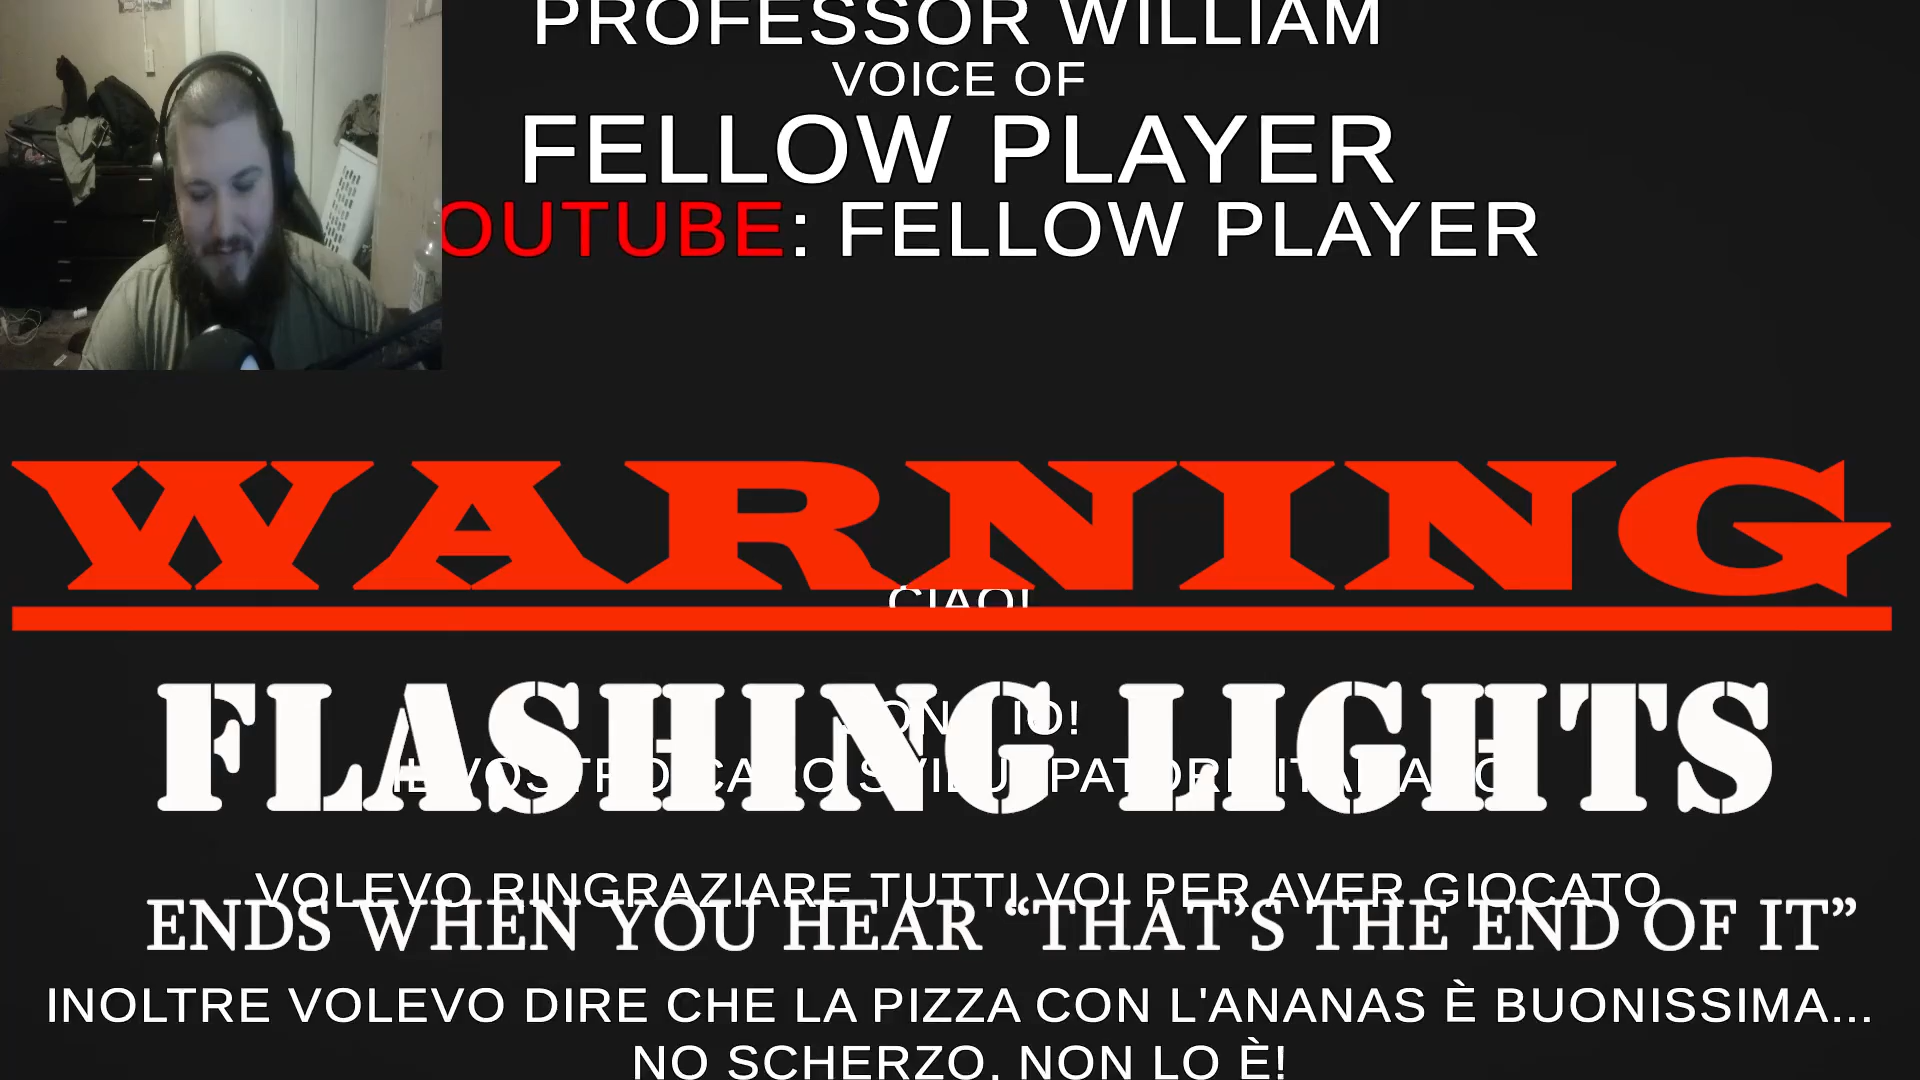 PROFESSOR WILLIAM
VOICE OF
FELLOW PLAYER
OUTUBE: FELLOW PLAYER
WARNING
CIAO!
FLASHING LIGHTS
IO!
VOLEVO RINGRAZIARE TUTTI VOI PER AVER GIOCATO
ENDS WHEN YOU HEAR “THAT’S THE END OF IT”
INOLTRE VOLEVO DIRE CHE LA PIZZA CON L'ANANAS È BUONISSIMA...
NO SCHERZO, NON LO È!